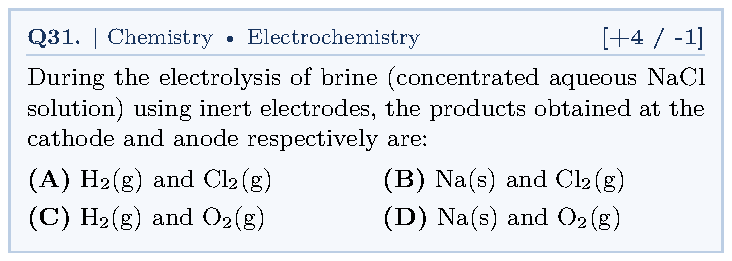 Q31. | Chemistry • Electrochemistry [+4 / -1]
During the electrolysis of brine (concentrated aqueous NaCl
solution) using inert electrodes, the products obtained at the
cathode and anode respectively are:
(A) H₂(g) and Cl₂(g) (B) Na(s) and Cl₂(g)
(C) H₂(g) and O₂(g) (D) Na(s) and O₂(g)